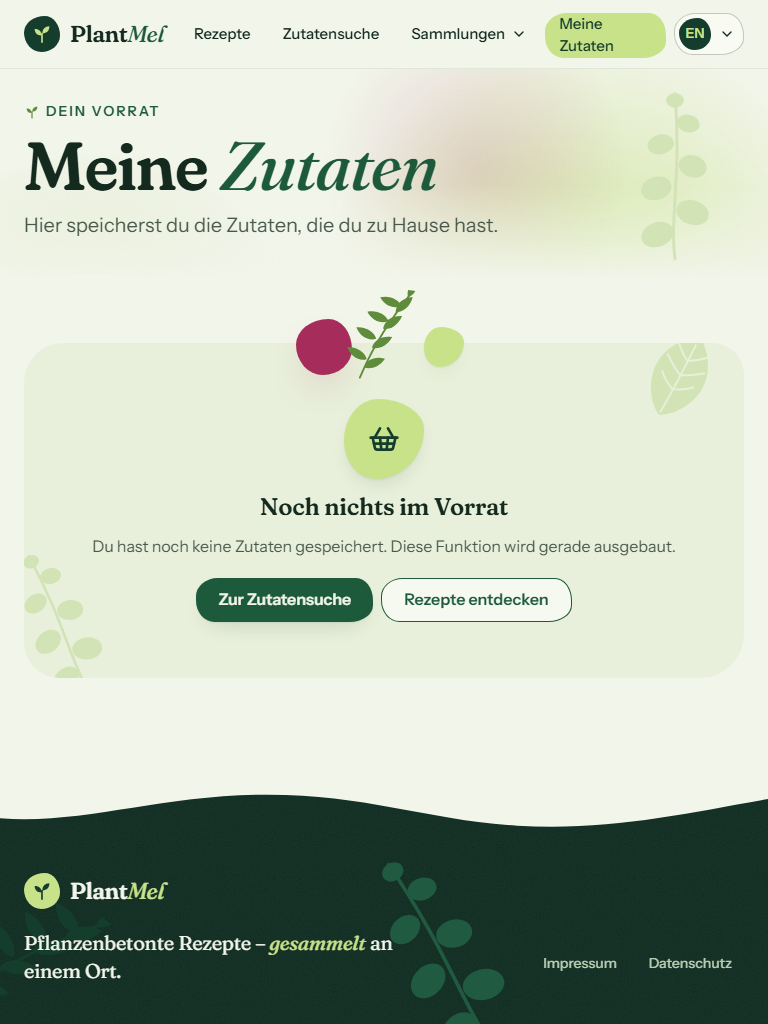 PlantMel
Rezepte
Zutatensuche
Sammlungen
Meine
Zutaten
EN
DEIN VORRAT
Meine Zutaten
Hier speicherst du die Zutaten, die du zu Hause hast.
Noch nichts im Vorrat
Du hast noch keine Zutaten gespeichert. Diese Funktion wird gerade ausgebaut.
Zur Zutatensuche
Rezepte entdecken
PlantMel
Pflanzenbetonte Rezepte – gesammelt an
einem Ort.
Impressum
Datenschutz